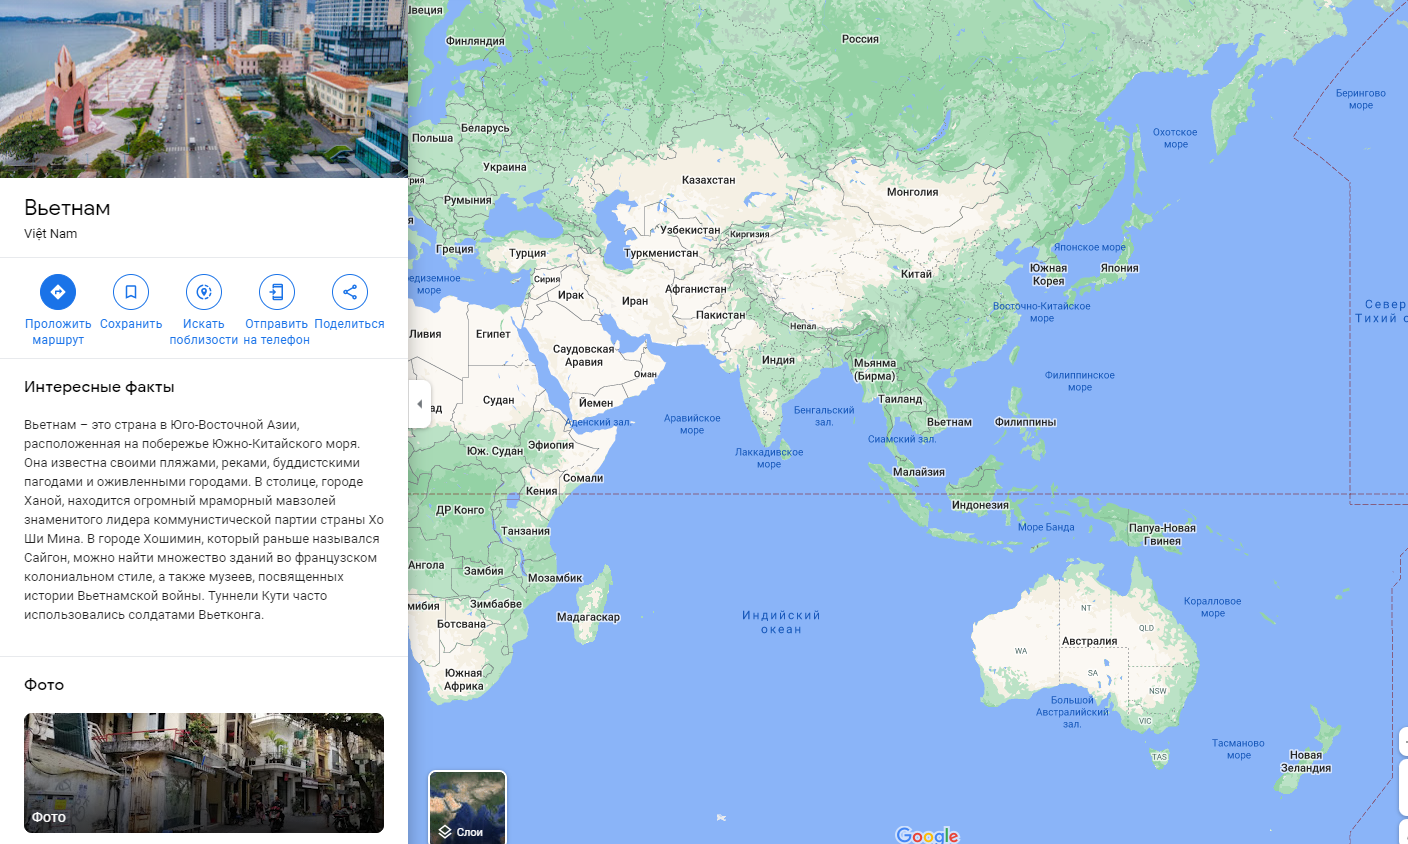 Вьетнам
Việt Nam
Проложить маршрут
Сохранить
Искать поблизости
Отправить на телефон
Поделиться
Интересные факты
Вьетнам – это страна в Юго-Восточной Азии,
расположенная на побережье Южно-Китайского моря.
Она известна своими пляжами, реками, буддистскими
пагодами и оживленными городами. В столице, городе
Ханой, находится огромный мраморный мавзолей
знаменитого лидера коммунистической партии страны Хо
Ши Мина. В городе Хошимин, который раньше назывался
Сайгон, можно найти множество зданий во французском
колониальном стиле, а также музеев, посвященных
истории Вьетнамской войны. Туннели Кути часто
использовались солдатами Вьетконга.
Фото
Фото
Слои
Финляндия
Россия
Берингово
море
Охотское
море
Польша
Беларусь
Украина
Казахстан
Монголия
Румыния
Узбекистан
Киргизия
Греция
Турция
Туркменистан
Японское море
Сирия
море
Ирак
Иран
Афганистан
Китай
Южная
Корея
Япония
Пакистан
Восточно-Китайское
море
Север
Тихий о
Ливия
Египет
Непал
Саудовская
Аравия
Индия
Мьянма
(Бирма)
Оман
Филиппинское
море
Судан
Йемен
Таиланд
Аденский зал.
Аравийское
море
Бенгальский
зал.
Вьетнам
Филиппины
Эфиопия
Юж. Судан
Сиамский зал.
Лаккадивское
море
Сомали
Малайзия
Кения
Индонезия
ДР Конго
Танзания
Море Банда
Папуа-Новая
Гвинея
Ангола
Замбия
Мозамбик
Зимбабве
Мадагаскар
Ботсвана
Индийский
океан
NT
QLD
Коралловое
море
Австралия
WA
SA
NSW
VIC
TAS
Южная
Африка
Большой
Австралийский
зал.
Тасманово
море
Новая
Зеландия
Google